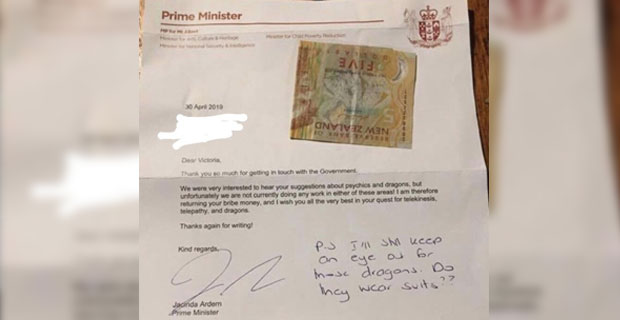 Prime Minister
MP for Mt Albert
Minister for Arts, Culture & Heritage
Minister for Child Poverty Reduction
Minister for National Security & Intelligence
FIVE
DOLLARS
5
NEW ZEALAND
30 April 2019
Dear Victoria,
Thank you so much for getting in touch with the Government.
We were very interested to hear your suggestions about psychics and dragons, but
unfortunately we are not currently doing any work in either of these areas! I am therefore
returning your bribe money, and I wish you all the very best in your quest for telekinesis,
telepathy, and dragons.
Thanks again for writing!
Kind regards,
Jacinda Ardern
Prime Minister
P.S I'll still keep
an eye out for
those dragons. Do
they wear suits??